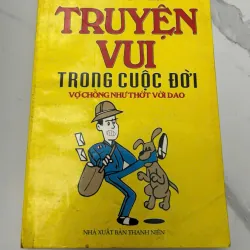 TRUYỆN
VUI
TRONG CUỘC ĐỜI
VỢ CHỒNG NHƯ THỚT VỚI DAO
NHÀ XUẤT BẢN THANH NIÊN